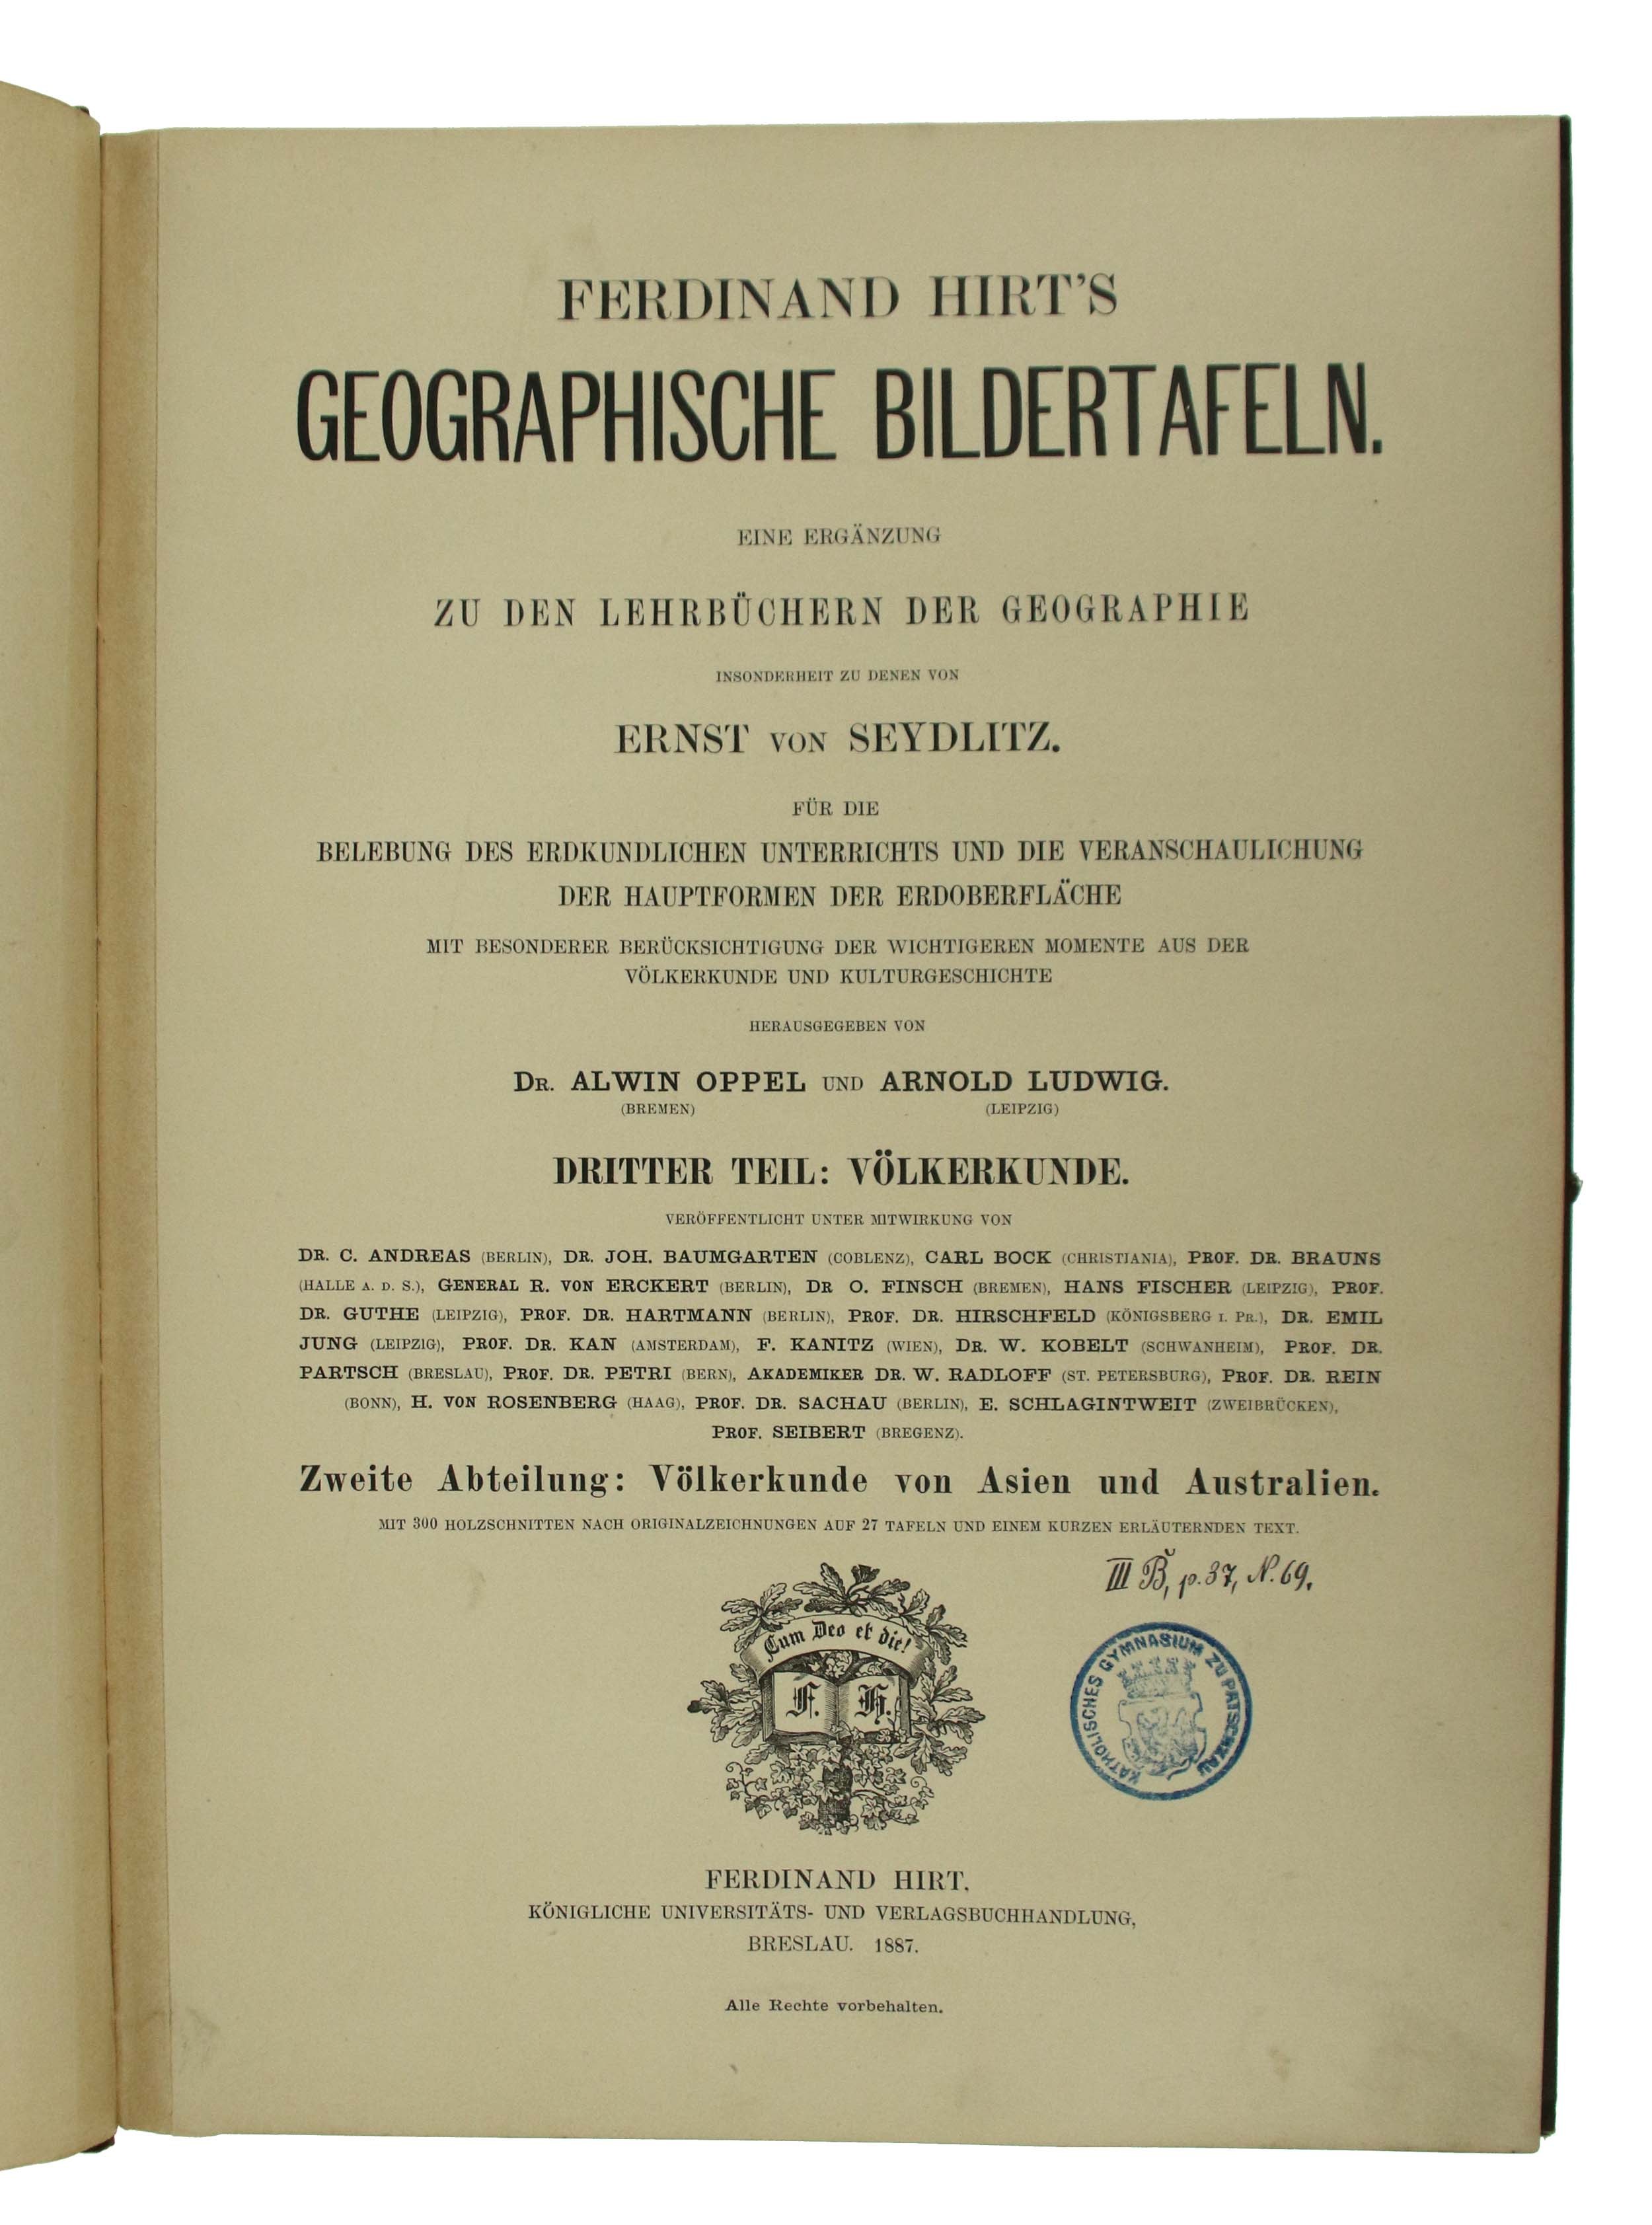 FERDINAND HIRT'S
GEOGRAPHISCHE BILDERTAFELN.
EINE ERGÄNZUNG
ZU DEN LEHRBÜCHERN DER GEOGRAPHIE
INSONDERHEIT ZU DENEN VON
ERNST VON SEYDLITZ.
FÜR DIE
BELEBUNG DES ERDKUNDLICHEN UNTERRICHTS UND DIE VERANSCHAULICHUNG
DER HAUPTFORMEN DER ERDOBERFLÄCHE
MIT BESONDERER BERÜCKSICHTIGUNG DER WICHTIGEREN MOMENTE AUS DER
VÖLKERKUNDE UND KULTURGESCHICHTE
HERAUSGEGEBEN VON
DR. ALWIN OPPEL UND ARNOLD LUDWIG.
(BREMEN) (LEIPZIG)
DRITTER TEIL: VÖLKERKUNDE.
VERÖFFENTLICHT UNTER MITWIRKUNG VON
DR. C. ANDREAS (BERLIN), DR. JOH. BAUMGARTEN (COBLENZ), CARL BOCK (CHRISTIANIA), PROF. DR. BRAUNS
(HALLE A. D. S.), GENERAL R. VON ERCKERT (BERLIN), DR O. FINSCH (BREMEN), HANS FISCHER (LEIPZIG), PROF.
DR. GUTHE (LEIPZIG), PROF. DR. HARTMANN (BERLIN), PROF. DR. HIRSCHFELD (KÖNIGSBERG I. PR.), DR. EMIL
JUNG (LEIPZIG), PROF. DR. KAN (AMSTERDAM), F. KANITZ (WIEN), DR. W. KOBELT (SCHWANHEIM), PROF. DR.
PARTSCH (BRESLAU), PROF. DR. PETRI (BERN), AKADEMIKER DR. W. RADLOFF (ST. PETERSBURG), PROF. DR. REIN
(BONN), H. VON ROSENBERG (HAAG), PROF. DR. SACHAU (BERLIN), E. SCHLAGINTWEIT (ZWEIBRÜCKEN),
PROF. SEIBERT (BREGENZ).
Zweite Abteilung: Völkerkunde von Asien und Australien.
MIT 300 HOLZSCHNITTEN NACH ORIGINALZEICHNUNGEN AUF 27 TAFELN UND EINEM KURZEN ERLÄUTERNDEN TEXT.
III B, p. 37, N. 69.
Cum Deo et die!
F. H.
KATHOLISCHES GYMNASIUM ZU PATSCHKAU
FERDINAND HIRT,
KÖNIGLICHE UNIVERSITÄTS- UND VERLAGSBUCHHANDLUNG,
BRESLAU. 1887.
Alle Rechte vorbehalten.